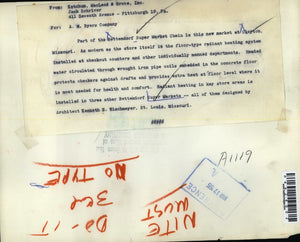 From: Ketchum, MacLeod & Grove, Inc.
Jack Schriver
411 Seventh Avenue - Pittsburgh 19, Pa.
For: A. M. Byers Company
Part of the Bettendorf Super Market Chain is this new market at Clayton,
Missouri. As modern as the store itself is the floor-type radiant heating system
installed at checkout counters and other individually manned departments. Heated
water circulated through wrought iron pipe coils embedded in the concrete floor
protects checkers against drafts and provides extra heat at floor level where it
is most needed for health and comfort. Radiant heating in key store areas is
installed in three other Bettendorf Super Markets - all of them designed by
Architect Kenneth E. Wischmeyer, St. Louis, Missouri.
A1119
NO TYPE
3 col
DO-IT
NITE
MUST